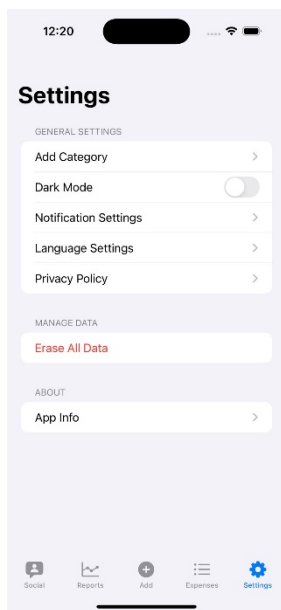 12:20
Settings
GENERAL SETTINGS
Add Category
Dark Mode
Notification Settings
Language Settings
Privacy Policy
MANAGE DATA
Erase All Data
ABOUT
App Info
Social Reports Add Expenses Settings